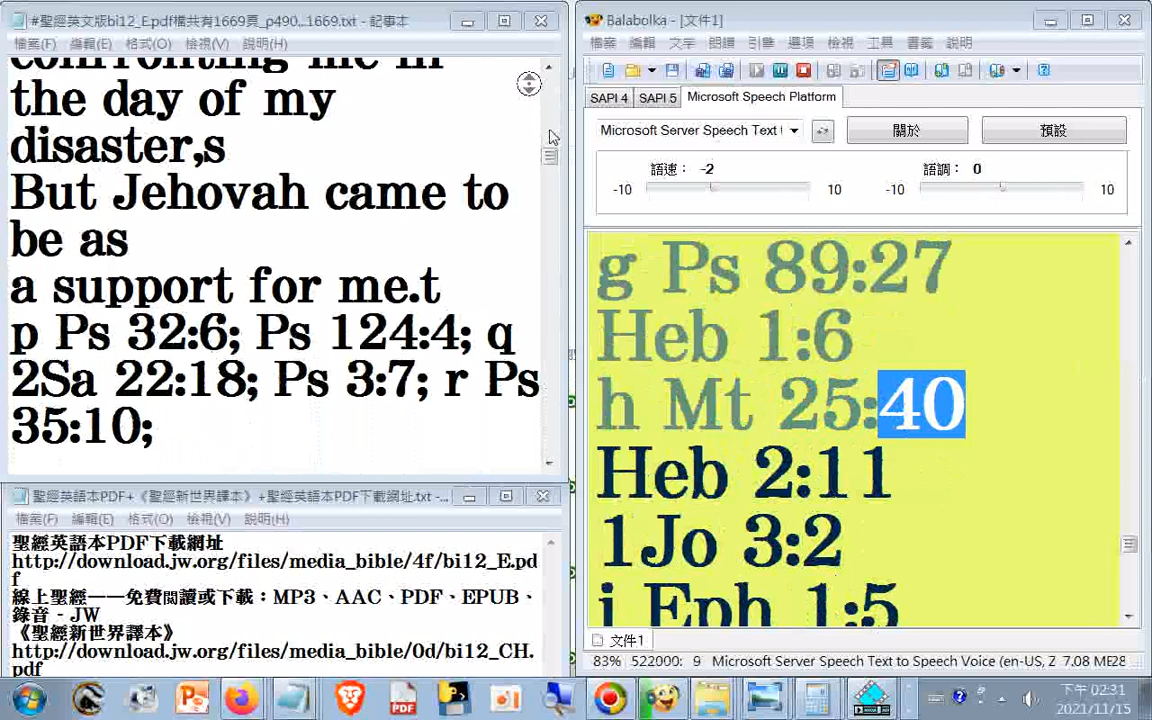 #聖經英文版bi12_E.pdf檔共有1669頁_p490,..1669.txt - 記事本
檔案(F) 編輯(E) 格式(O) 檢視(V) 說明(H)
confronting me in
the day of my
disaster,s
But Jehovah came to
be as
a support for me.t
p Ps 32:6; Ps 124:4; q
2Sa 22:18; Ps 3:7; r Ps
35:10;
聖經英語本PDF+《聖經新世界譯本》+聖經英語本PDF下載網址.txt -...
檔案(F) 編輯(E) 格式(O) 檢視(V) 說明(H)
聖經英語本PDF下載網址
http://download.jw.org/files/media_bible/4f/bi12_E.pd
f
線上聖經——免費閱讀或下載：MP3、AAC、PDF、EPUB、
錄音 - JW
《聖經新世界譯本》
http://download.jw.org/files/media_bible/0d/bi12_CH.
pdf
Balabolka - [文件1]
檔案 編輯 文字 朗讀 引擎 選項 檢視 工具 書籤 說明
SAPI 4 SAPI 5 Microsoft Speech Platform
Microsoft Server Speech Text 關於 預設
語速： -2 語調： 0
-10 10 -10 10
g Ps 89:27
Heb 1:6
h Mt 25:40
Heb 2:11
1Jo 3:2
i Eph 1:5
文件1
83% 522000: 9 Microsoft Server Speech Text to Speech Voice (en-US, Z 7.08 ME28
下午 02:31
2021/11/15